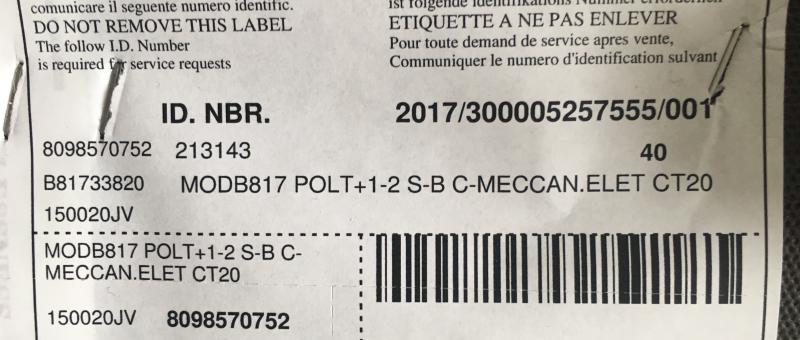 comunicare il seguente numero identific.
DO NOT REMOVE THIS LABEL
The follow I.D. Number
is required for service requests
ist folgende Identifikations Nummer erforderlich
ETIQUETTE A NE PAS ENLEVER
Pour toute demand de service apres vente,
Communiquer le numero d'identification suivant
ID. NBR. 2017/300005257555/001
8098570752 213143 40
B81733820 MODB817 POLT+1-2 S-B C-MECCAN.ELET CT20
150020JV
MODB817 POLT+1-2 S-B C-
MECCAN.ELET CT20
150020JV 8098570752